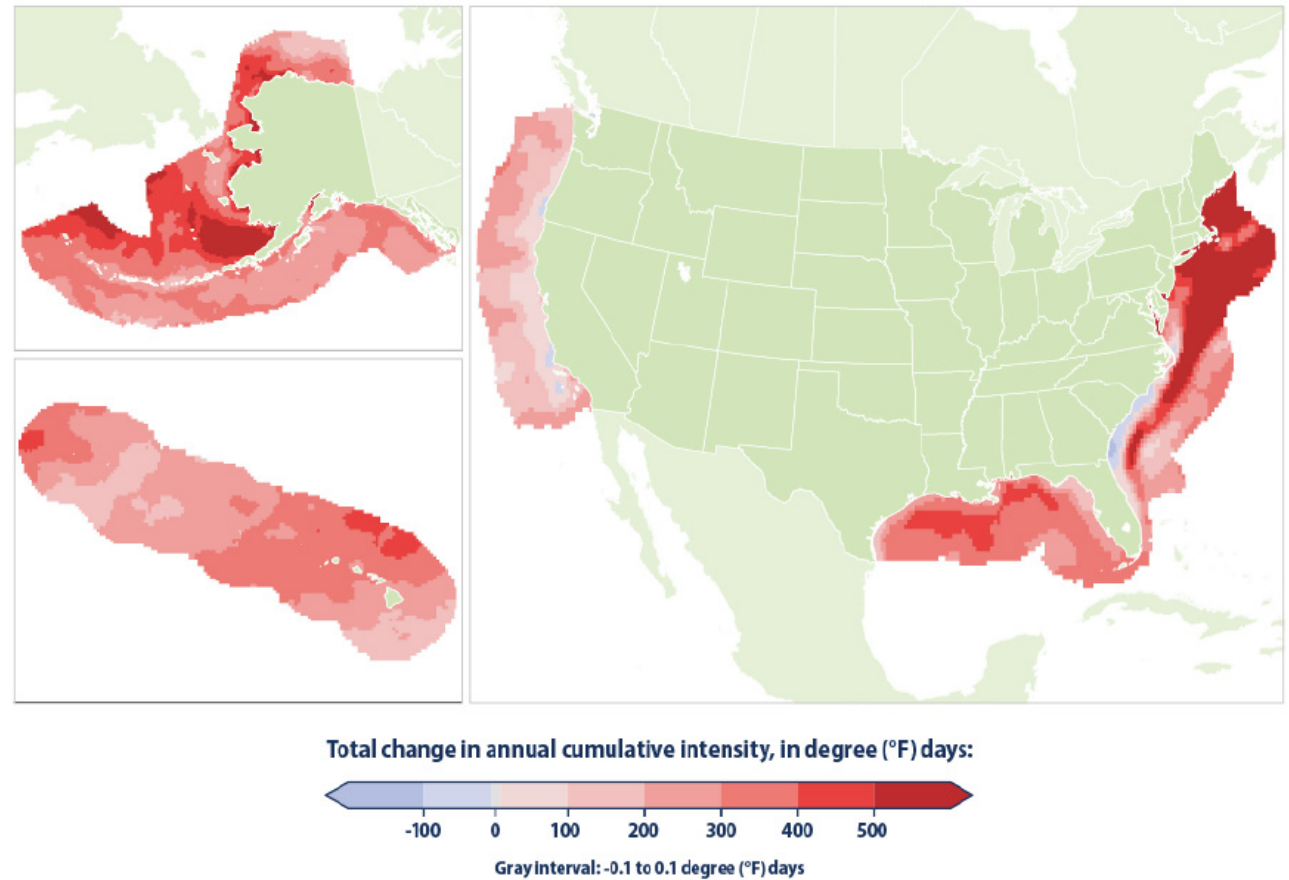 Total change in annual cumulative intensity, in degree (°F) days:
-100 0 100 200 300 400 500
Gray interval: -0.1 to 0.1 degree (°F) days